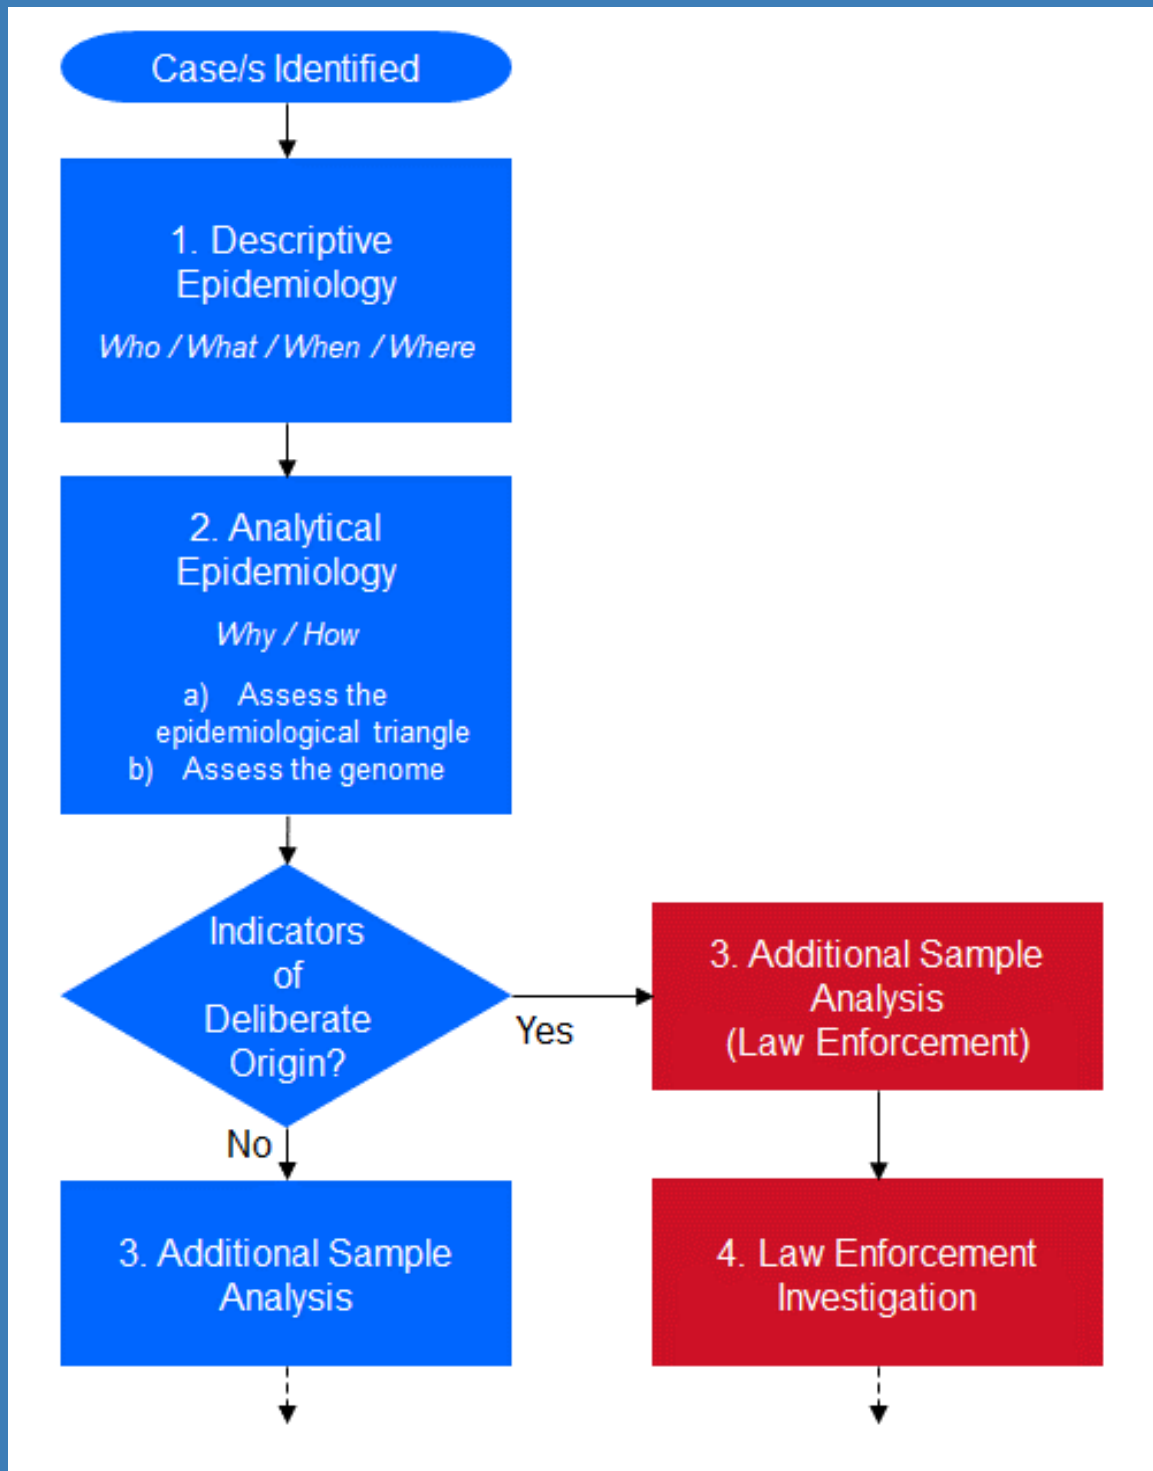 Case/s Identified
1. Descriptive
Epidemiology
Who / What / When / Where
2. Analytical
Epidemiology
Why / How
a) Assess the
epidemiological triangle
b) Assess the genome
Indicators
of
Deliberate
Origin?
Yes
No
3. Additional Sample
Analysis
(Law Enforcement)
3. Additional Sample
Analysis
4. Law Enforcement
Investigation